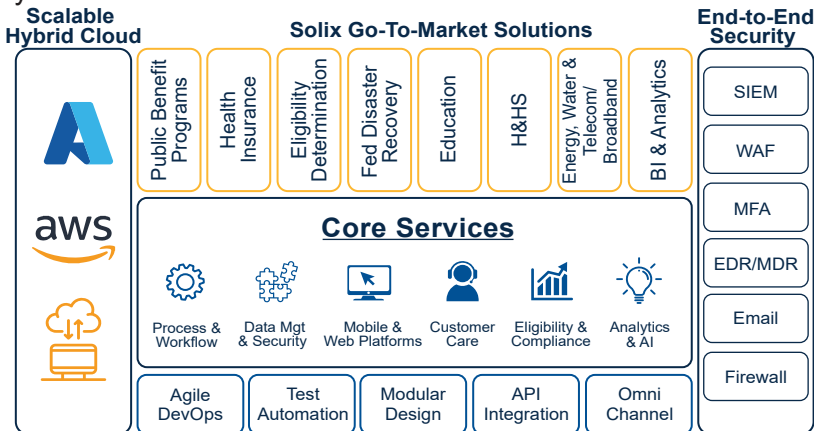 Scalable
Hybrid Cloud
aws
Solix Go-To-Market Solutions
Public Benefit
Programs
Health
Insurance
Eligibility
Determination
Fed Disaster
Recovery
Education
H&HS
Energy, Water &
Telecom/
Broadband
BI & Analytics
Core Services
Process &
Workflow
Data Mgt
& Security
Mobile &
Web Platforms
Customer
Care
Eligibility &
Compliance
Analytics
& AI
Agile
DevOps
Test
Automation
Modular
Design
API
Integration
Omni
Channel
End-to-End
Security
SIEM
WAF
MFA
EDR/MDR
Email
Firewall